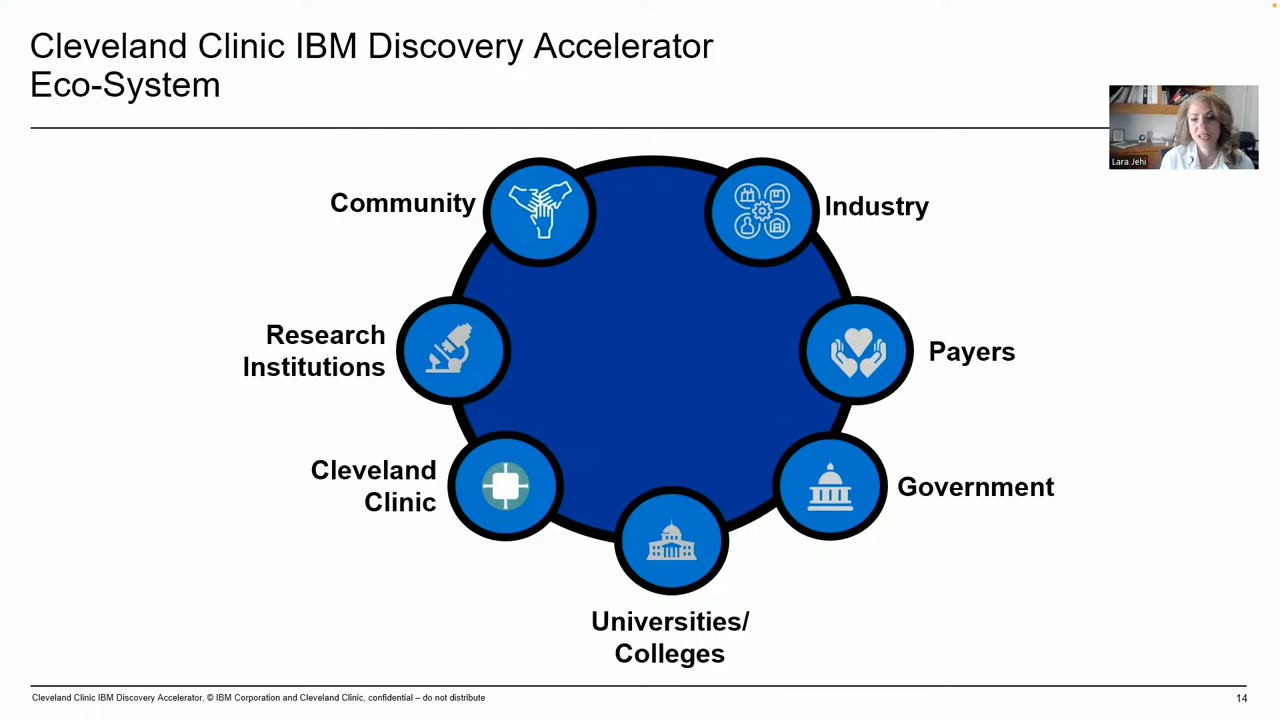 Cleveland Clinic IBM Discovery Accelerator
Eco-System
Lara Jehi
Community
Industry
Research
Institutions
Payers
Cleveland
Clinic
Government
Universities/
Colleges
Cleveland Clinic IBM Discovery Accelerator, © IBM Corporation and Cleveland Clinic, confidential – do not distribute
14